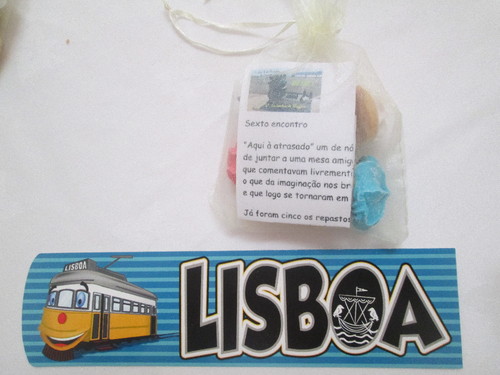 Sexto encontro
"Aqui à atrasado" um de nó
de juntar a uma mesa amig
que comentavam livrement
o que da imaginação nos br
e que logo se tornaram em
Já foram cinco os repastos
LISBOA
LISBOA